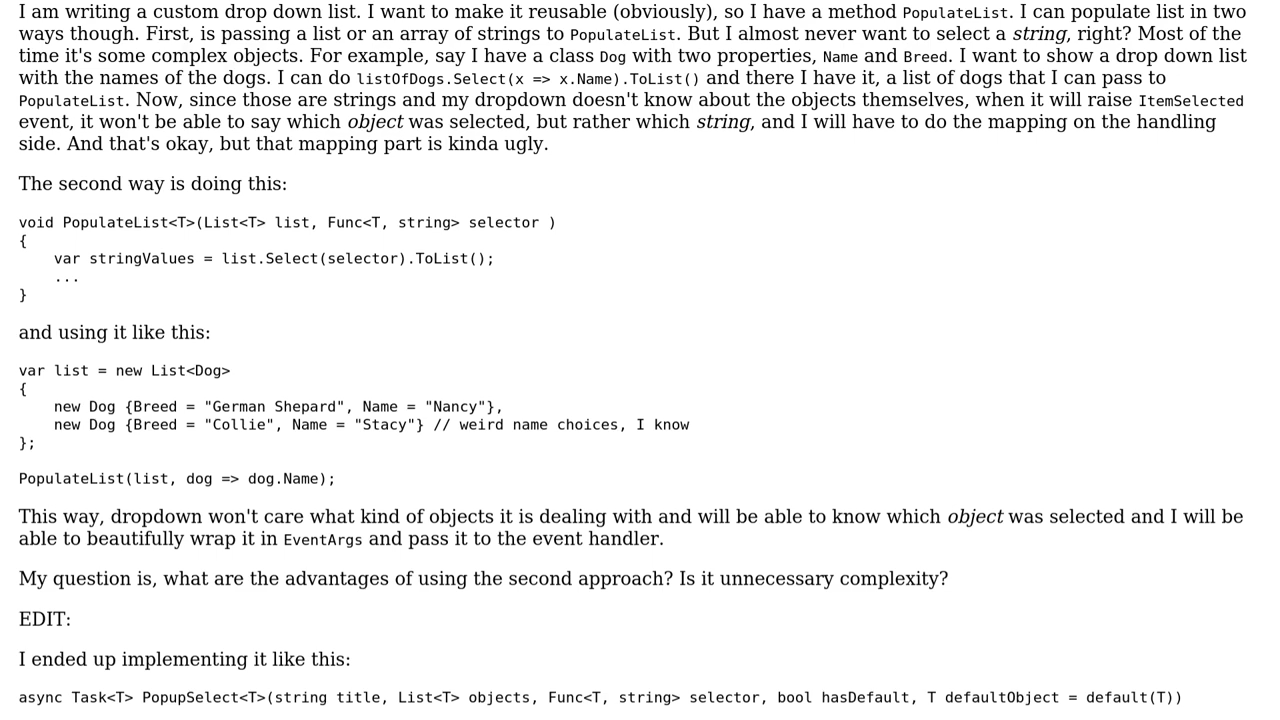 I am writing a custom drop down list. I want to make it reusable (obviously), so I have a method PopulateList. I can populate list in two
ways though. First, is passing a list or an array of strings to PopulateList. But I almost never want to select a string, right? Most of the
time it's some complex objects. For example, say I have a class Dog with two properties, Name and Breed. I want to show a drop down list
with the names of the dogs. I can do listOfDogs.Select(x => x.Name).ToList() and there I have it, a list of dogs that I can pass to
PopulateList. Now, since those are strings and my dropdown doesn't know about the objects themselves, when it will raise ItemSelected
event, it won't be able to say which object was selected, but rather which string, and I will have to do the mapping on the handling
side. And that's okay, but that mapping part is kinda ugly.
The second way is doing this:
void PopulateList<T>(List<T> list, Func<T, string> selector )
{
    var stringValues = list.Select(selector).ToList();
    ...
}
and using it like this:
var list = new List<Dog>
{
    new Dog {Breed = "German Shepard", Name = "Nancy"},
    new Dog {Breed = "Collie", Name = "Stacy"} // weird name choices, I know
};
PopulateList(list, dog => dog.Name);
This way, dropdown won't care what kind of objects it is dealing with and will be able to know which object was selected and I will be
able to beautifully wrap it in EventArgs and pass it to the event handler.
My question is, what are the advantages of using the second approach? Is it unnecessary complexity?
EDIT:
I ended up implementing it like this:
async Task<T> PopupSelect<T>(string title, List<T> objects, Func<T, string> selector, bool hasDefault, T defaultObject = default(T))